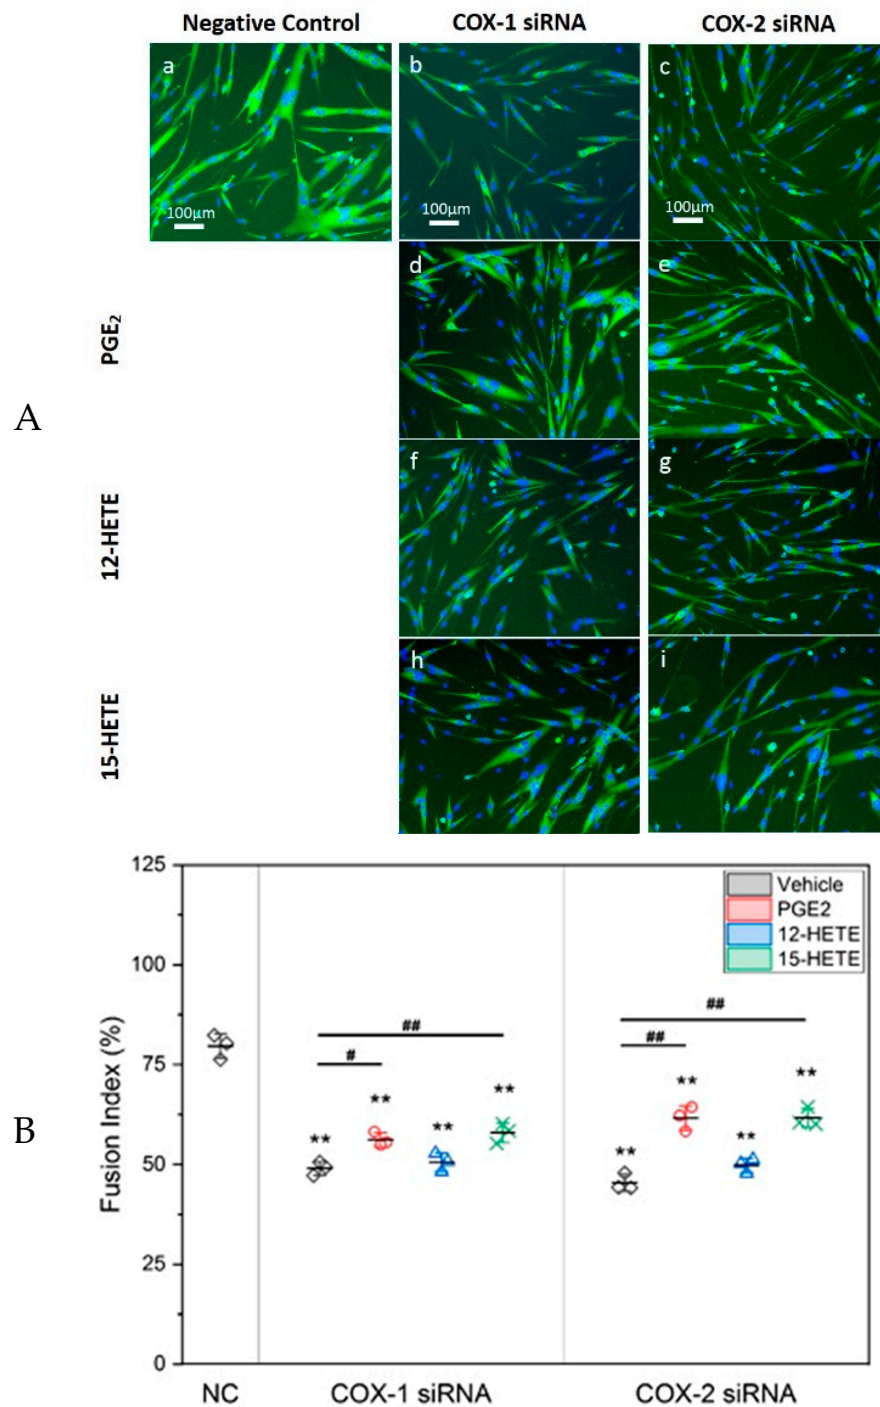 Negative Control COX-1 siRNA COX-2 siRNA
a b c
100μm 100μm 100μm
A
PGE₂
d e
12-HETE
f g
15-HETE
h i
B
Fusion Index (%)
125
100
75
50
25
0
Vehicle
PGE2
12-HETE
15-HETE
##
#
##
##
** ** ** **
** ** ** **
NC COX-1 siRNA COX-2 siRNA